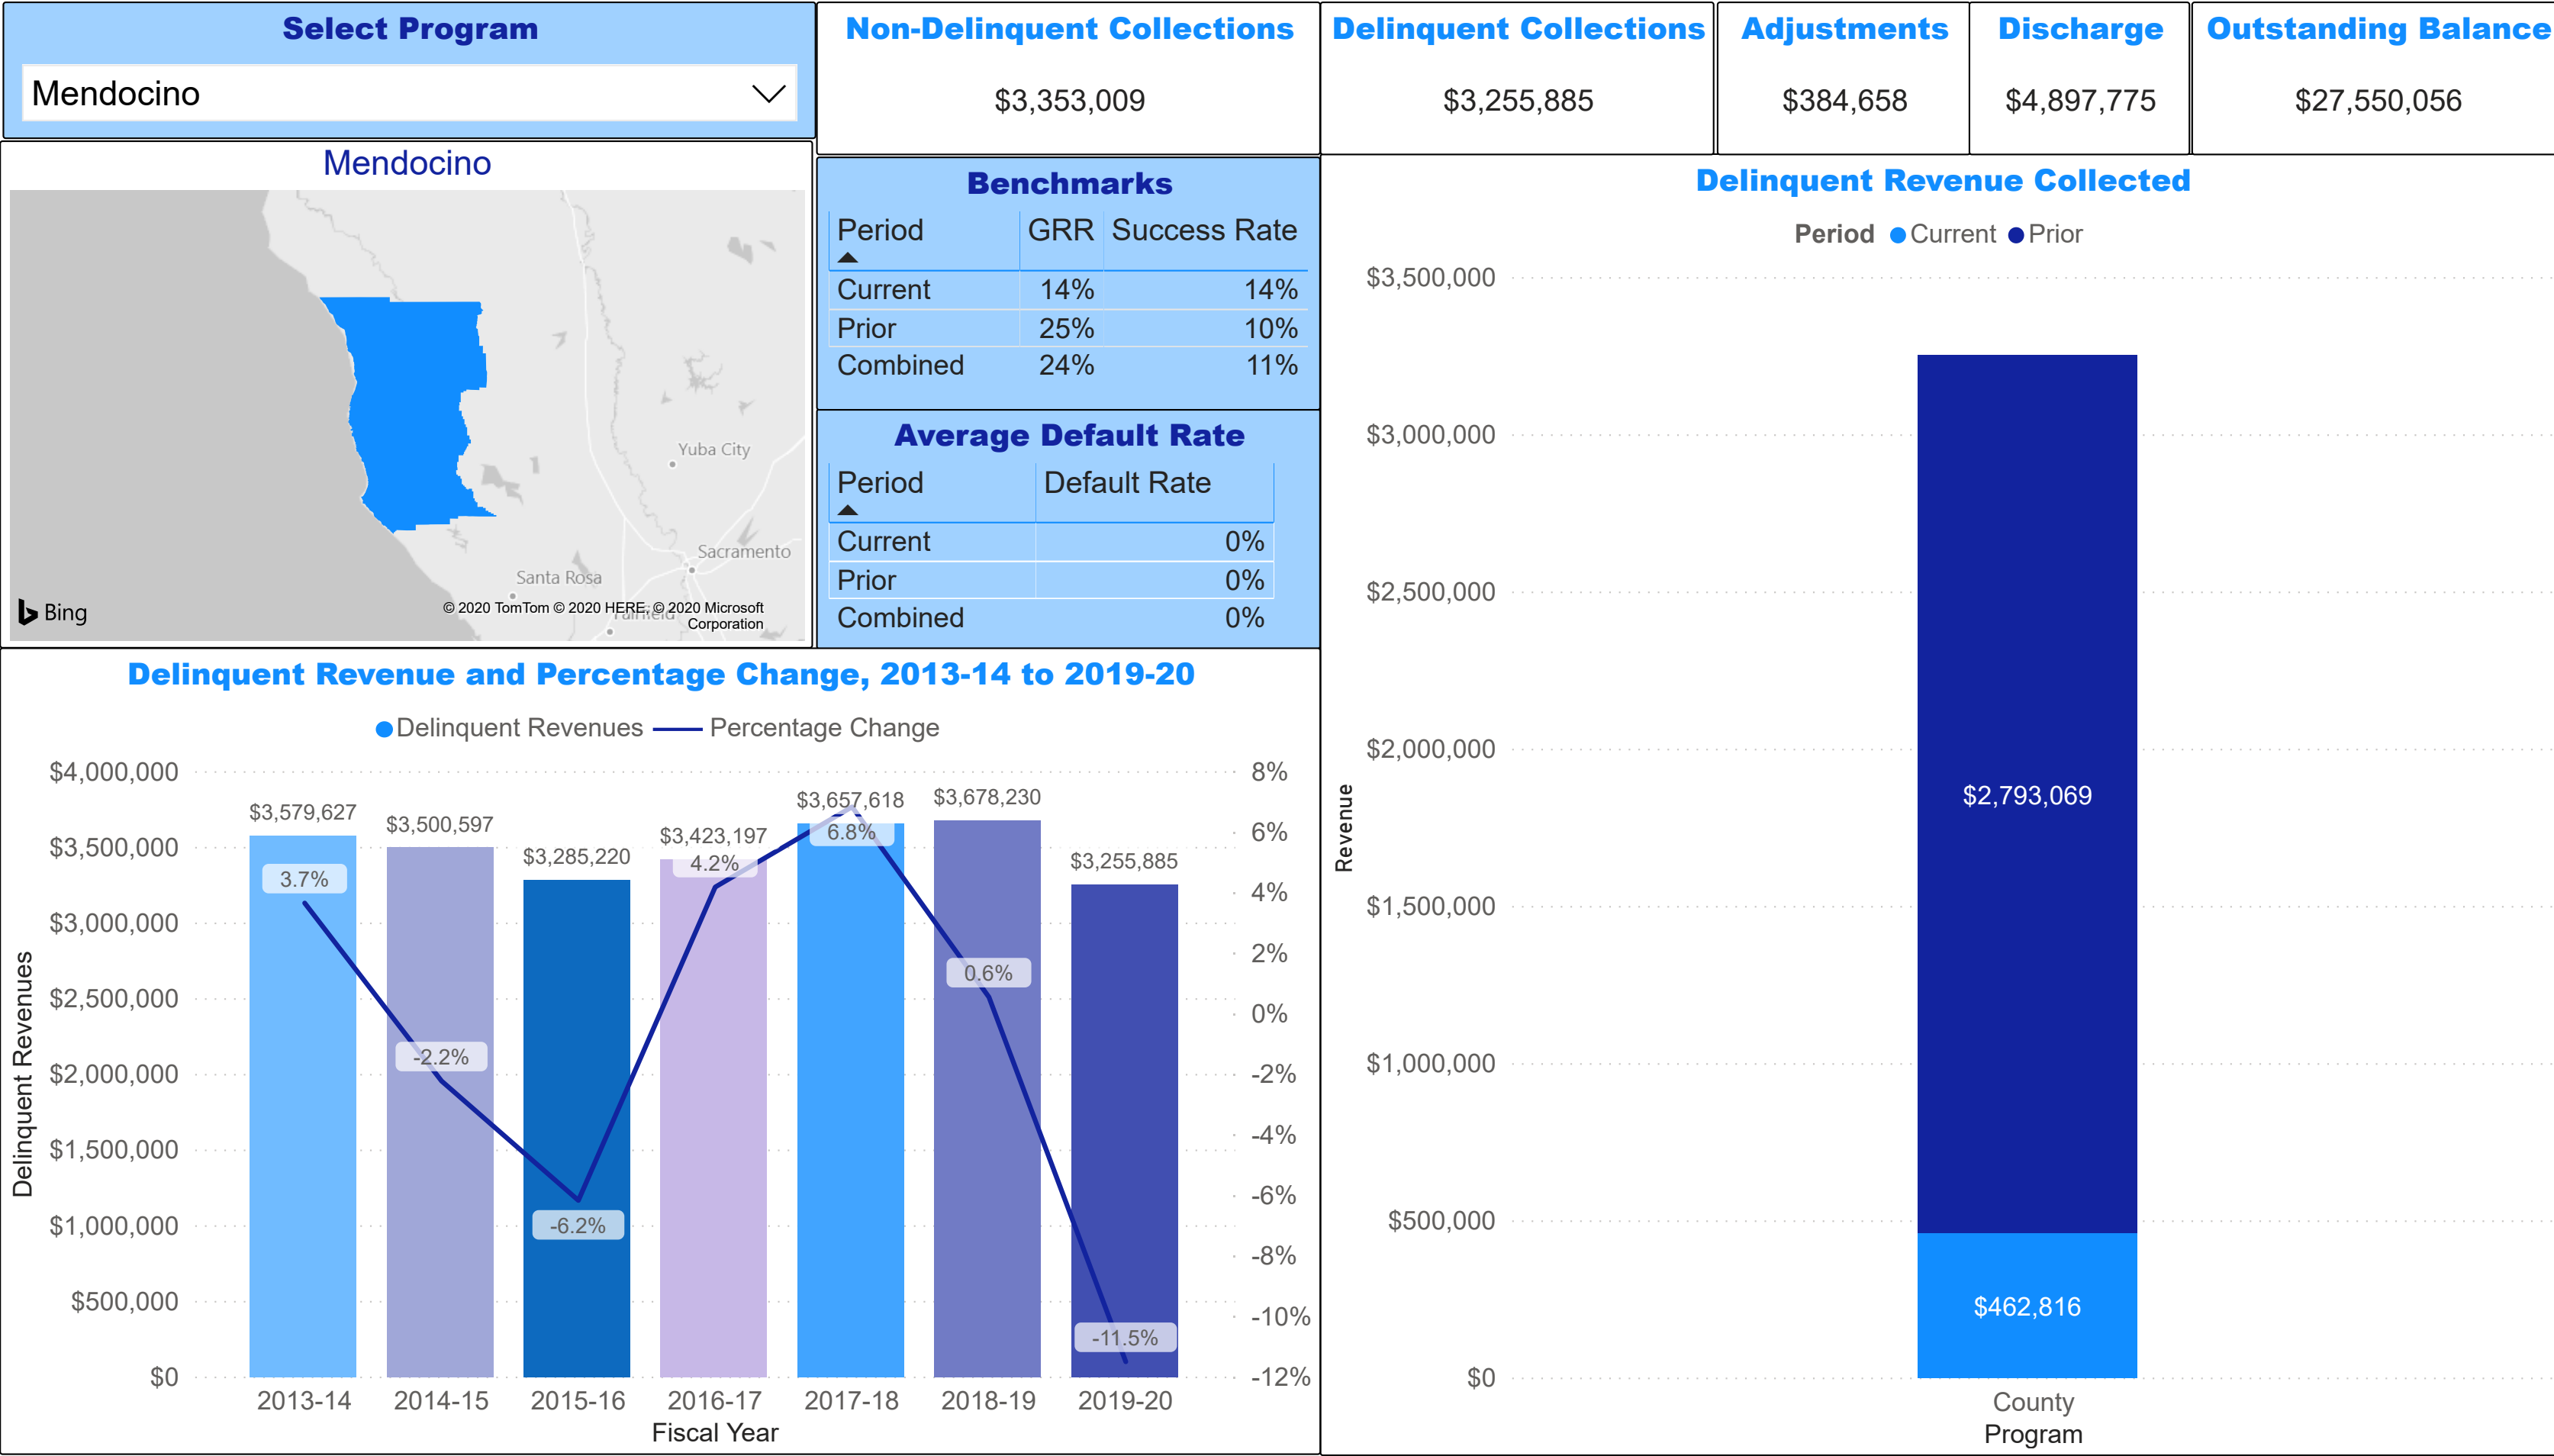 Select Program
Mendocino
Non-Delinquent Collections
$3,353,009
Delinquent Collections
$3,255,885
Adjustments
$384,658
Discharge
$4,897,775
Outstanding Balance
$27,550,056
Mendocino
Yuba City
Sacramento
Santa Rosa
Fairfield
Bing
© 2020 TomTom © 2020 HERE, © 2020 Microsoft
Corporation
Benchmarks
Period GRR Success Rate
Current 14% 14%
Prior 25% 10%
Combined 24% 11%
Average Default Rate
Period Default Rate
Current 0%
Prior 0%
Combined 0%
Delinquent Revenue and Percentage Change, 2013-14 to 2019-20
Delinquent Revenues Percentage Change
Delinquent Revenues
$4,000,000
$3,500,000
$3,000,000
$2,500,000
$2,000,000
$1,500,000
$1,000,000
$500,000
$0
$3,579,627
$3,500,597
$3,285,220
$3,423,197
$3,657,618
$3,678,230
$3,255,885
3.7%
-2.2%
-6.2%
4.2%
6.8%
0.6%
-11.5%
8%
6%
4%
2%
0%
-2%
-4%
-6%
-8%
-10%
-12%
2013-14 2014-15 2015-16 2016-17 2017-18 2018-19 2019-20
Fiscal Year
Delinquent Revenue Collected
Period Current Prior
Revenue
$3,500,000
$3,000,000
$2,500,000
$2,000,000
$1,500,000
$1,000,000
$500,000
$0
$2,793,069
$462,816
County
Program